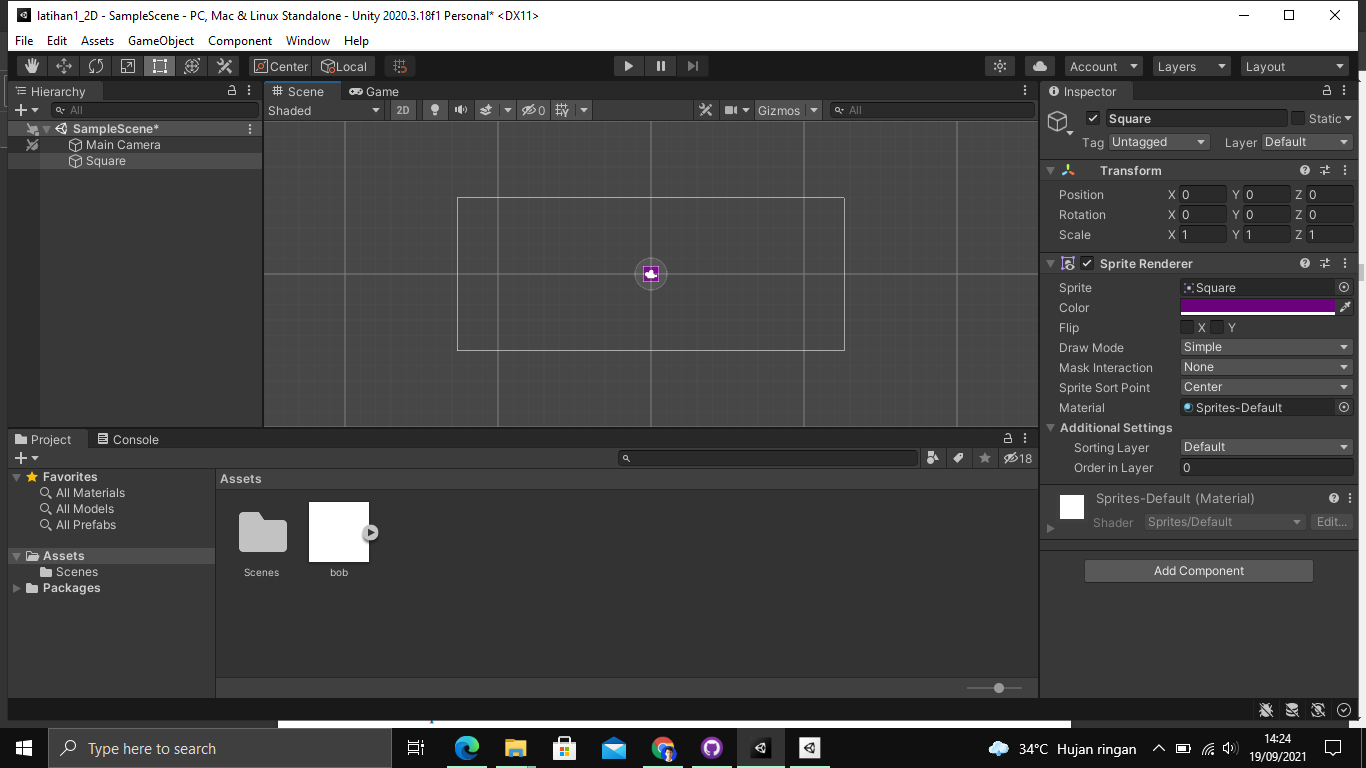 latihan1_2D - SampleScene - PC, Mac & Linux Standalone - Unity 2020.3.18f1 Personal* <DX11>
File Edit Assets GameObject Component Window Help
Center Local Account Layers Layout
Hierarchy
All
SampleScene*
Main Camera
Square
Scene Game
Shaded 2D 0 Gizmos All
Inspector
Square Static
Tag Untagged Layer Default
Transform
Position X 0 Y 0 Z 0
Rotation X 0 Y 0 Z 0
Scale X 1 Y 1 Z 1
Sprite Renderer
Sprite Square
Color
Flip X Y
Draw Mode Simple
Mask Interaction None
Sprite Sort Point Center
Material Sprites-Default
Additional Settings
Sorting Layer Default
Order in Layer 0
Sprites-Default (Material)
Shader Sprites/Default Edit...
Add Component
Project Console
18
Favorites
All Materials
All Models
All Prefabs
Assets
Scenes
Packages
Assets
Scenes bob
Type here to search
34°C Hujan ringan
14:24
19/09/2021